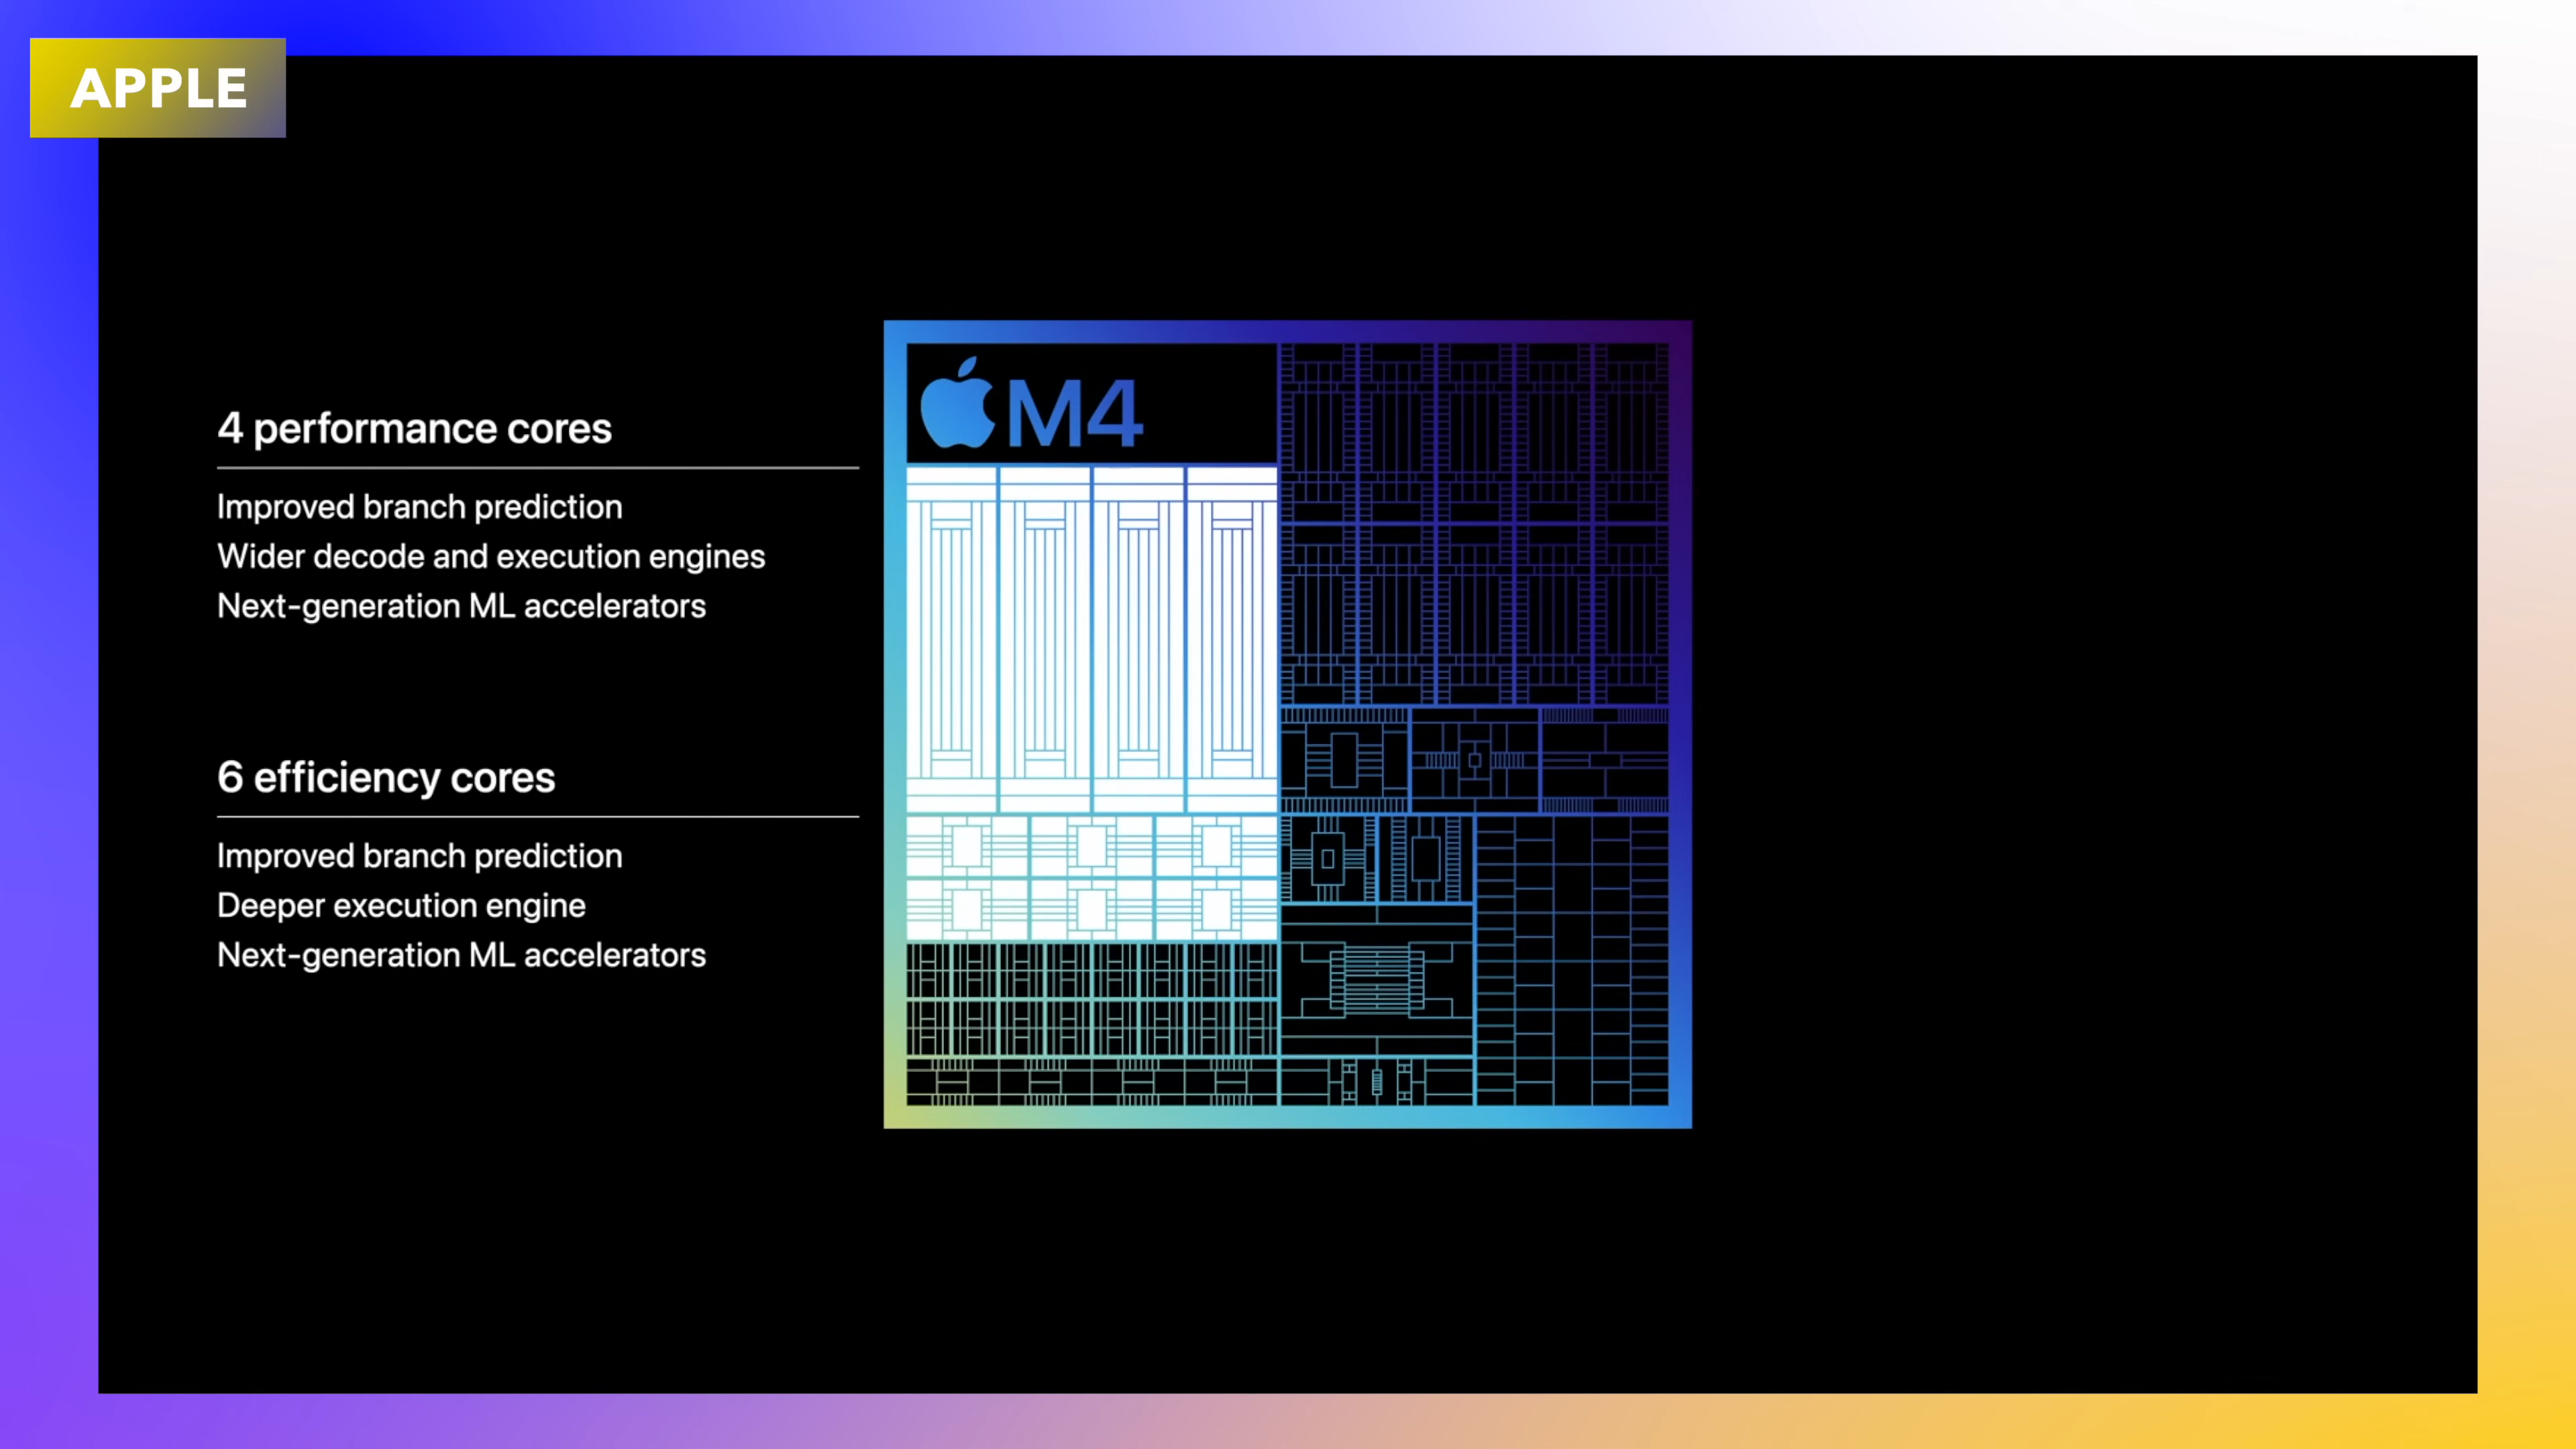 APPLE
M4
4 performance cores
Improved branch prediction
Wider decode and execution engines
Next-generation ML accelerators
6 efficiency cores
Improved branch prediction
Deeper execution engine
Next-generation ML accelerators